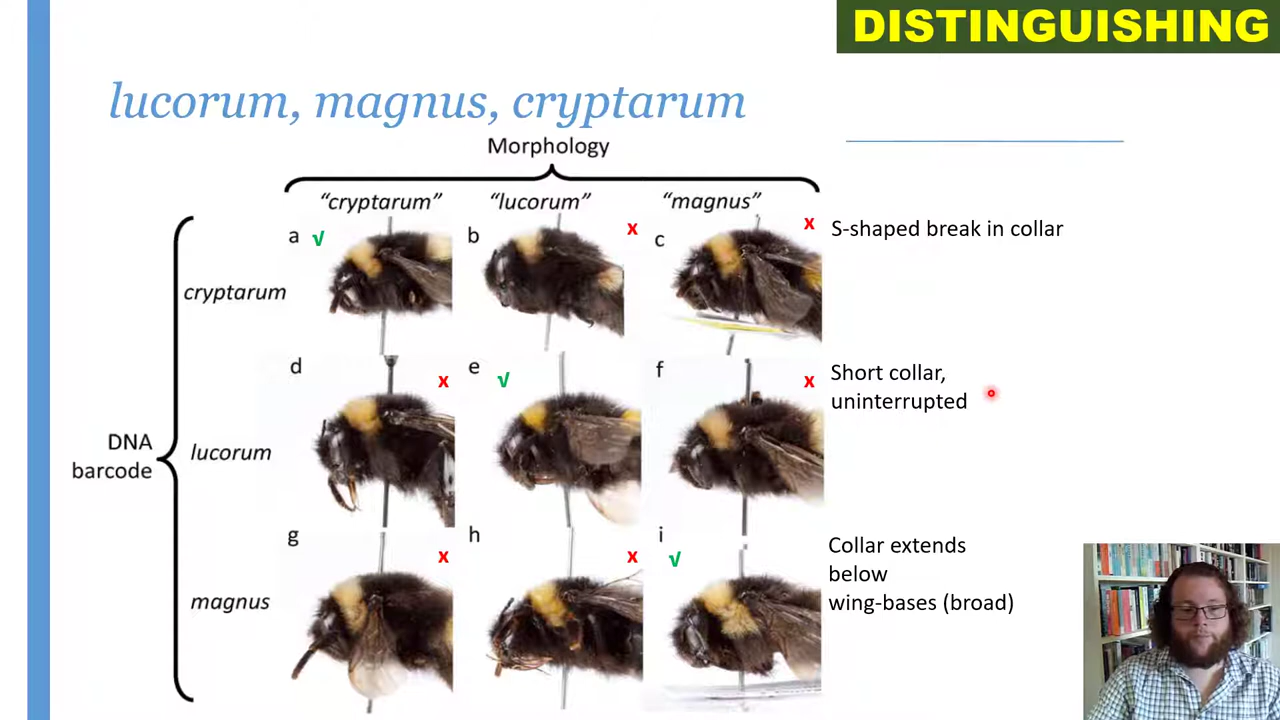 DISTINGUISHING
lucorum, magnus, cryptarum
Morphology
“cryptarum” “lucorum” “magnus”
a √ b x c x S-shaped break in collar
cryptarum
d x e √ f x Short collar,
uninterrupted
DNA
barcode
lucorum
g x h x i √ Collar extends
below
wing-bases (broad)
magnus